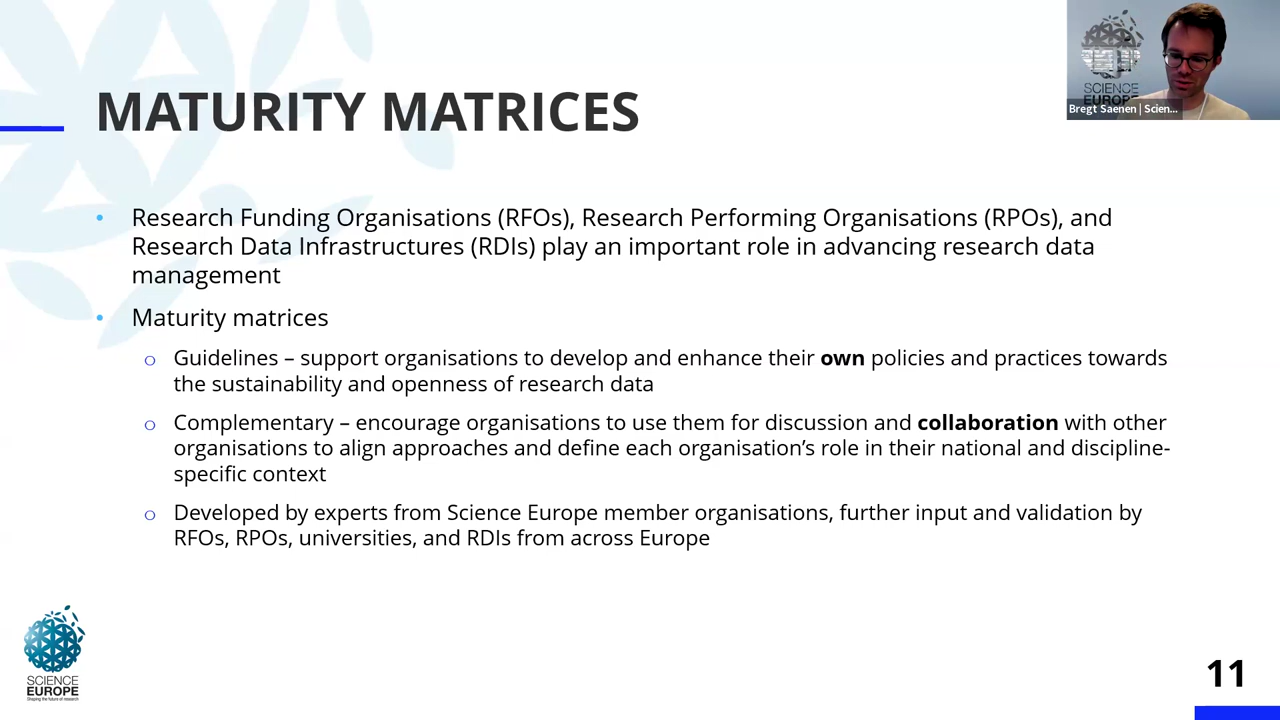 SCIENCE
EUROPE
Bregt Saenen | Scien...
MATURITY MATRICES
• Research Funding Organisations (RFOs), Research Performing Organisations (RPOs), and
Research Data Infrastructures (RDIs) play an important role in advancing research data
management
• Maturity matrices
o Guidelines – support organisations to develop and enhance their own policies and practices towards
the sustainability and openness of research data
o Complementary – encourage organisations to use them for discussion and collaboration with other
organisations to align approaches and define each organisation’s role in their national and discipline-
specific context
o Developed by experts from Science Europe member organisations, further input and validation by
RFOs, RPOs, universities, and RDIs from across Europe
SCIENCE
EUROPE
Shaping the future of research
11